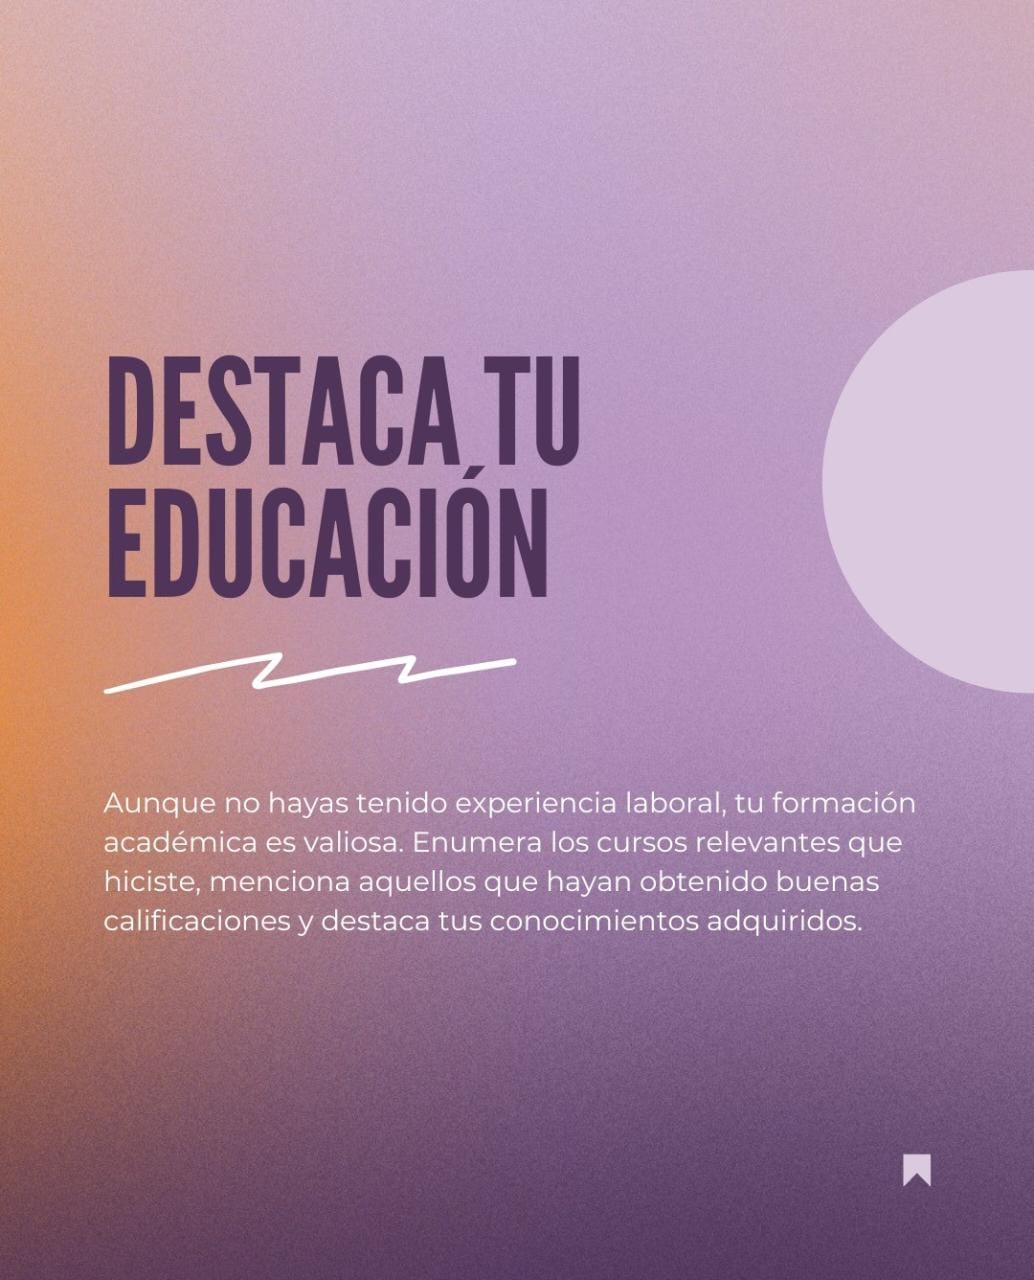 DESTACA TU
EDUCACIÓN
Aunque no hayas tenido experiencia laboral, tu formación
académica es valiosa. Enumera los cursos relevantes que
hiciste, menciona aquellos que hayan obtenido buenas
calificaciones y destaca tus conocimientos adquiridos.